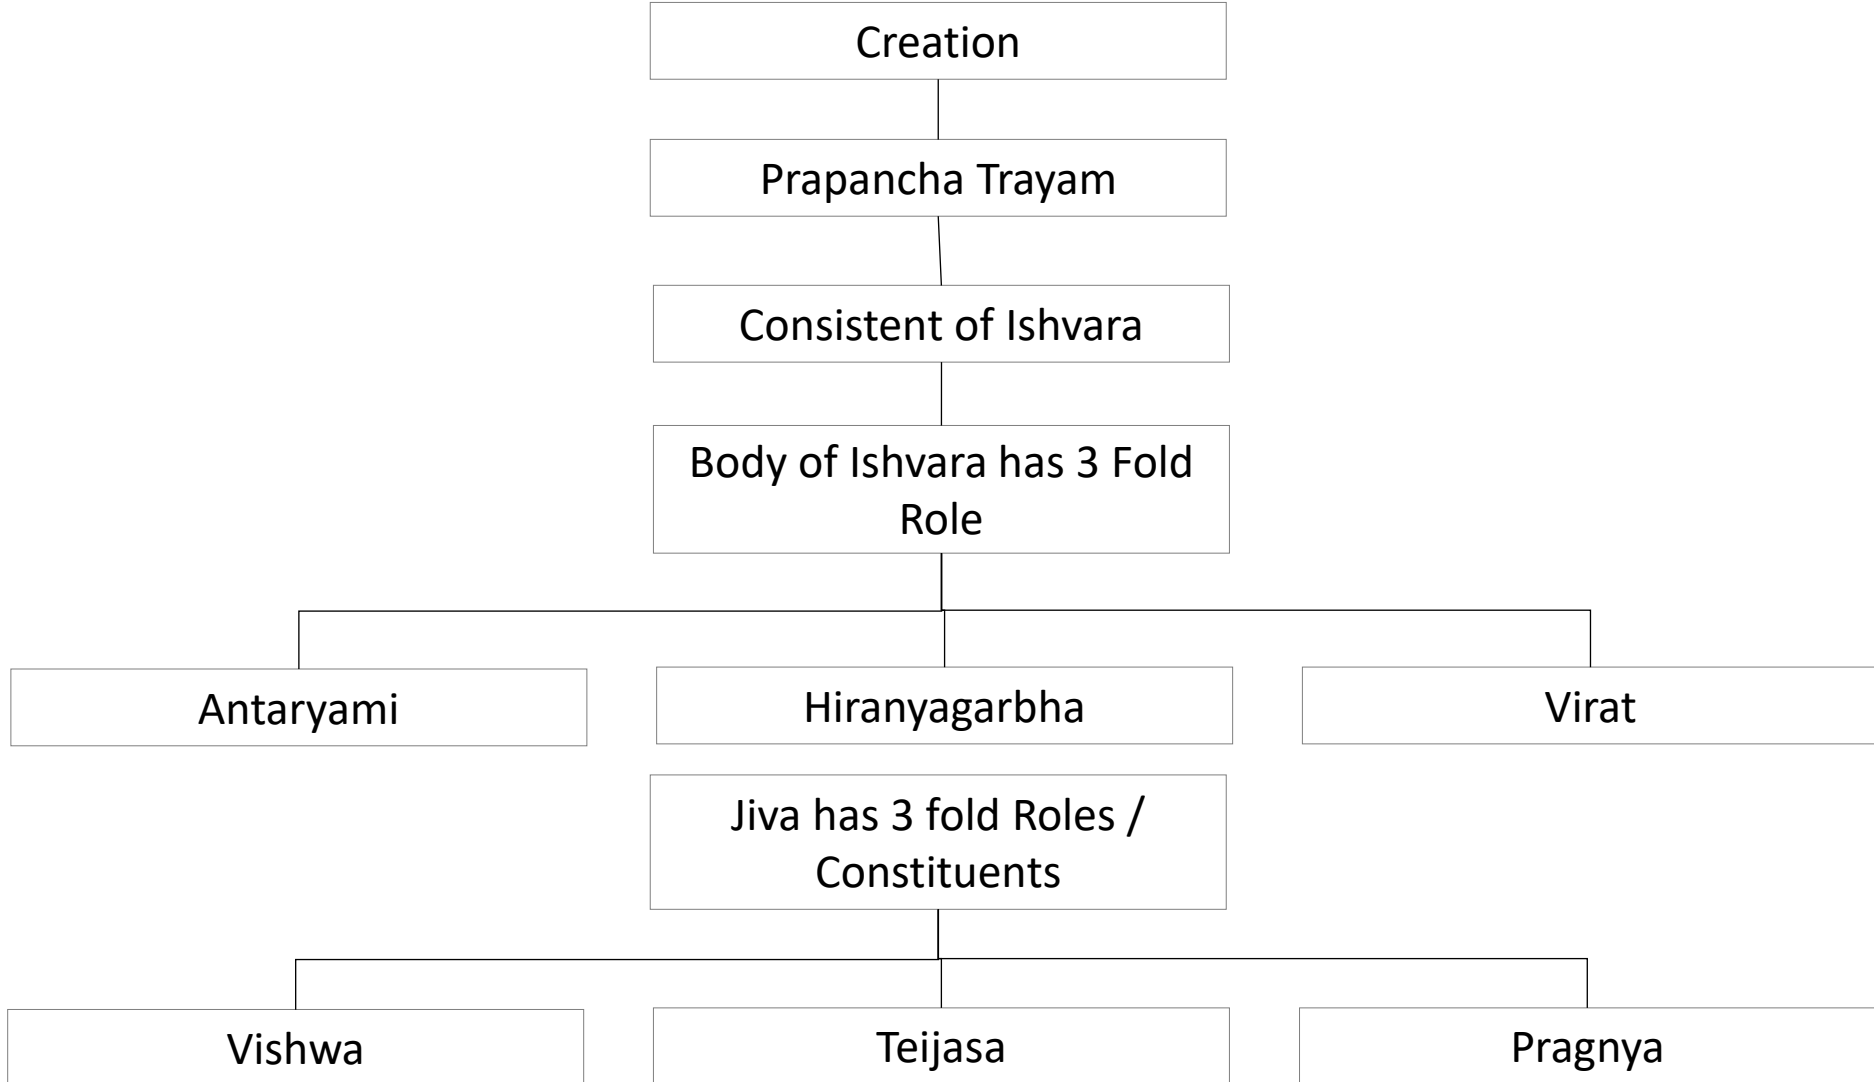 Creation
Prapancha Trayam
Consistent of Ishvara
Body of Ishvara has 3 Fold
Role
Antaryami
Hiranyagarbha
Virat
Jiva has 3 fold Roles /
Constituents
Vishwa
Teijasa
Pragnya